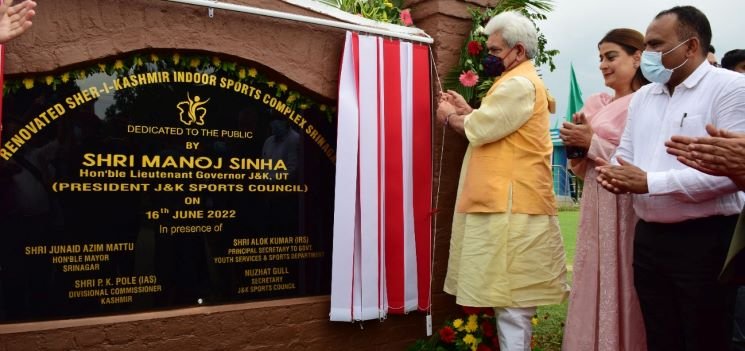 RENOVATED SHER-I-KASHMIR INDOOR SPORTS COMPLEX SRINAGAR
DEDICATED TO THE PUBLIC
BY
SHRI MANOJ SINHA
Hon'ble Lieutenant Governor J&K, UT
(PRESIDENT J&K SPORTS COUNCIL)
ON
16TH JUNE 2022
In presence of
SHRI JUNAID AZIM MATTU
HON'BLE MAYOR
SRINAGAR
SHRI P. K. POLE (IAS)
DIVISIONAL COMMISSIONER
KASHMIR
SHRI ALOK KUMAR (IRS)
PRINCIPAL SECRETARY TO GOVT
YOUTH SERVICES & SPORTS DEPARTMENT
NUZHAT GULL
SECRETARY
J&K SPORTS COUNCIL